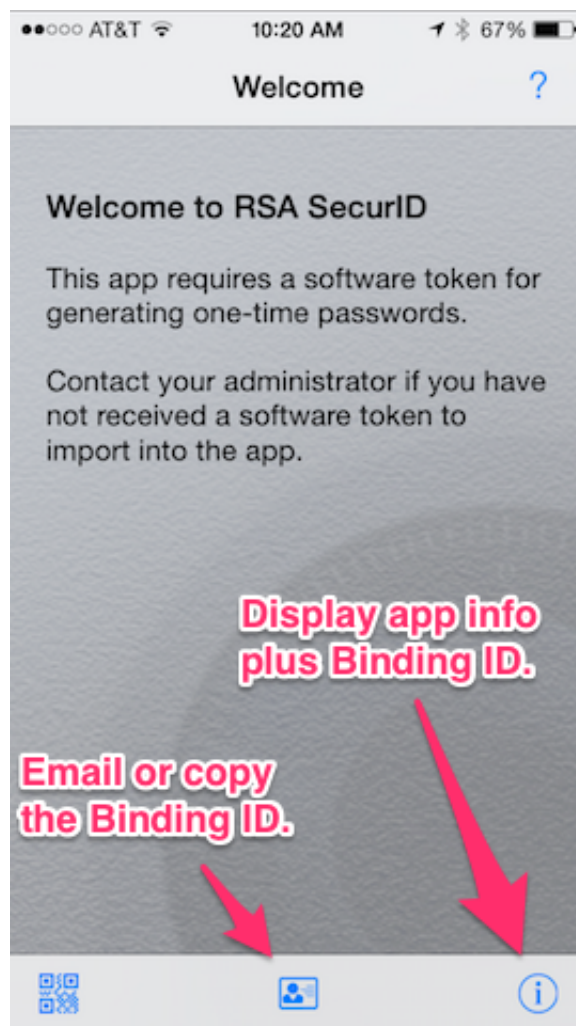 ●●○○○ AT&T 10:20 AM 67%
Welcome ?
Welcome to RSA SecurID
This app requires a software token for
generating one-time passwords.
Contact your administrator if you have
not received a software token to
import into the app.
Display app info
plus Binding ID.
Email or copy
the Binding ID.